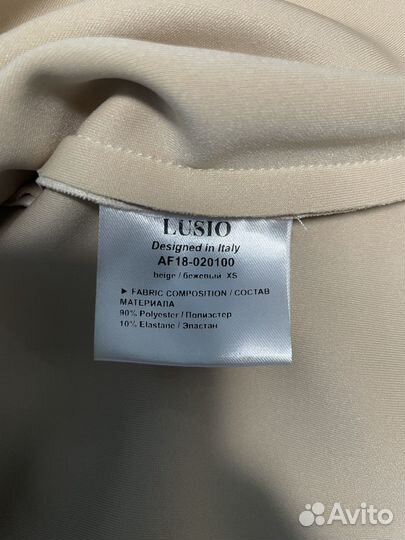 LUSIO
Designed in Italy
AF18-020100
beige / бежевый XS
► FABRIC COMPOSITION / СОСТАВ
МАТЕРИАЛА
90% Polyester / Полиэстер
10% Elastane / Эластан
Avito